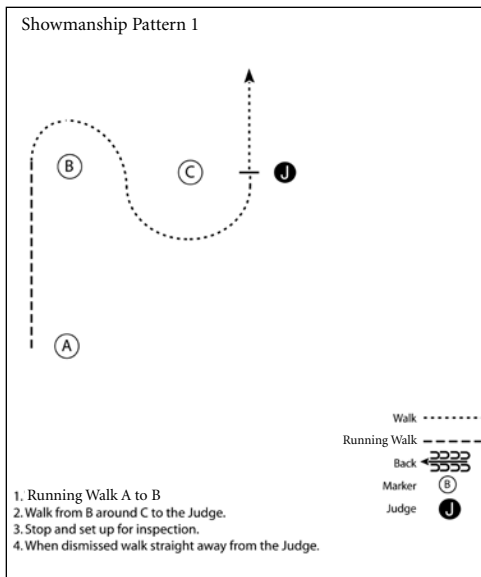 Showmanship Pattern 1
B
C
J
A
Walk
Running Walk
Back
Marker B
Judge J
1. Running Walk A to B
2. Walk from B around C to the Judge.
3. Stop and set up for inspection.
4. When dismissed walk straight away from the Judge.